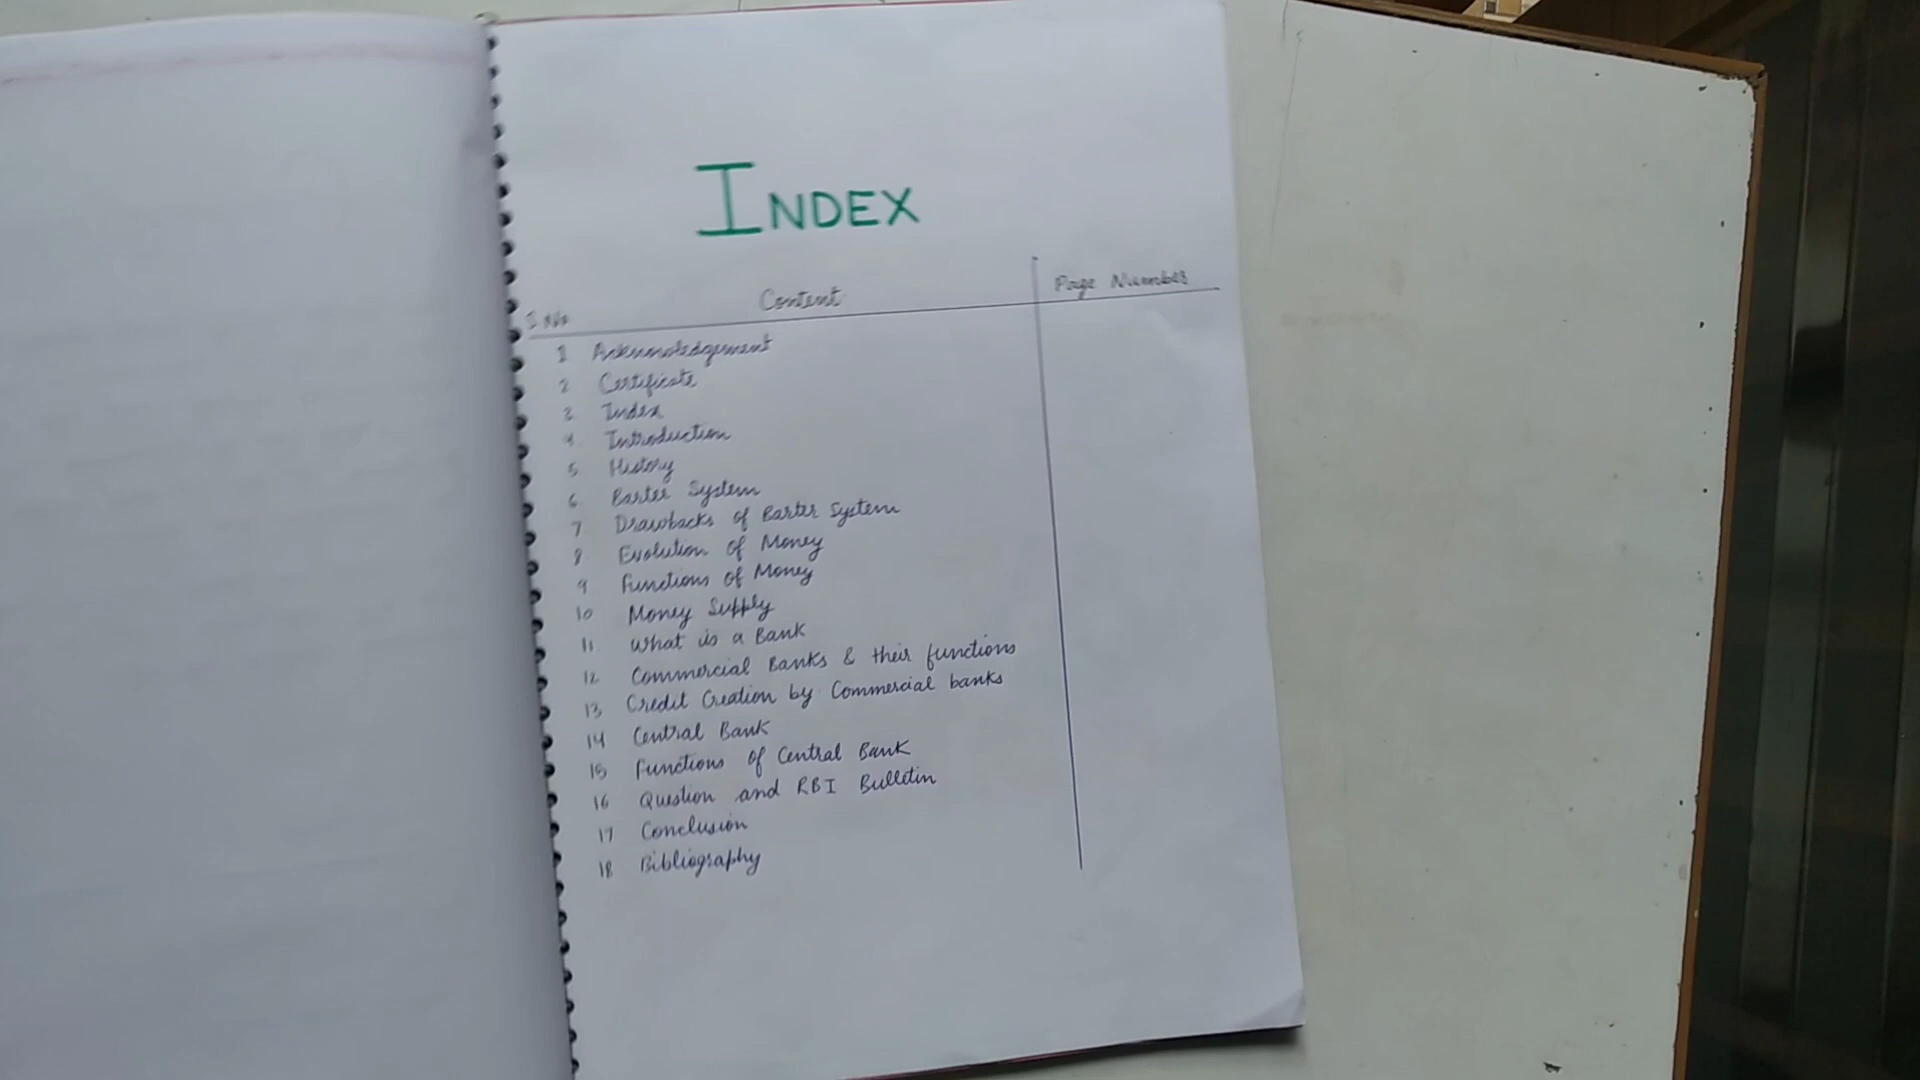 INDEX
S No. Content Page Number
1 Acknowledgement
2 Certificate
3 Index
4 Introduction
5 History
6 Barter System
7 Drawbacks of Barter System
8 Evolution of Money
9 Functions of Money
10 Money Supply
11. What is a Bank
12 Commercial Banks & their functions
13 Credit Creation by Commercial banks
14 Central Bank
15 Functions of Central Bank
16 Question and RBI Bulletin
17 Conclusion
18 Bibliography